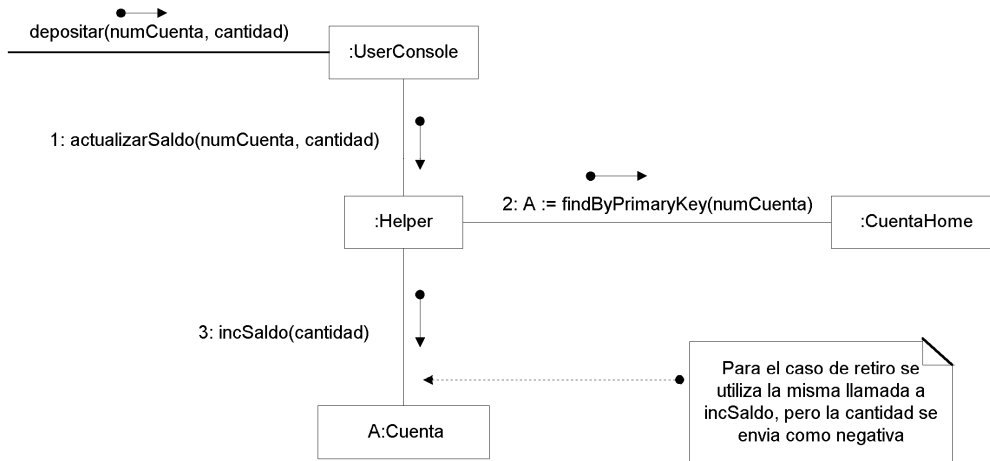 depositar(numCuenta, cantidad)
:UserConsole
1: actualizarSaldo(numCuenta, cantidad)
2: A := findByPrimaryKey(numCuenta)
:Helper
:CuentaHome
3: incSaldo(cantidad)
Para el caso de retiro se
utiliza la misma llamada a
incSaldo, pero la cantidad se
envia como negativa
A:Cuenta